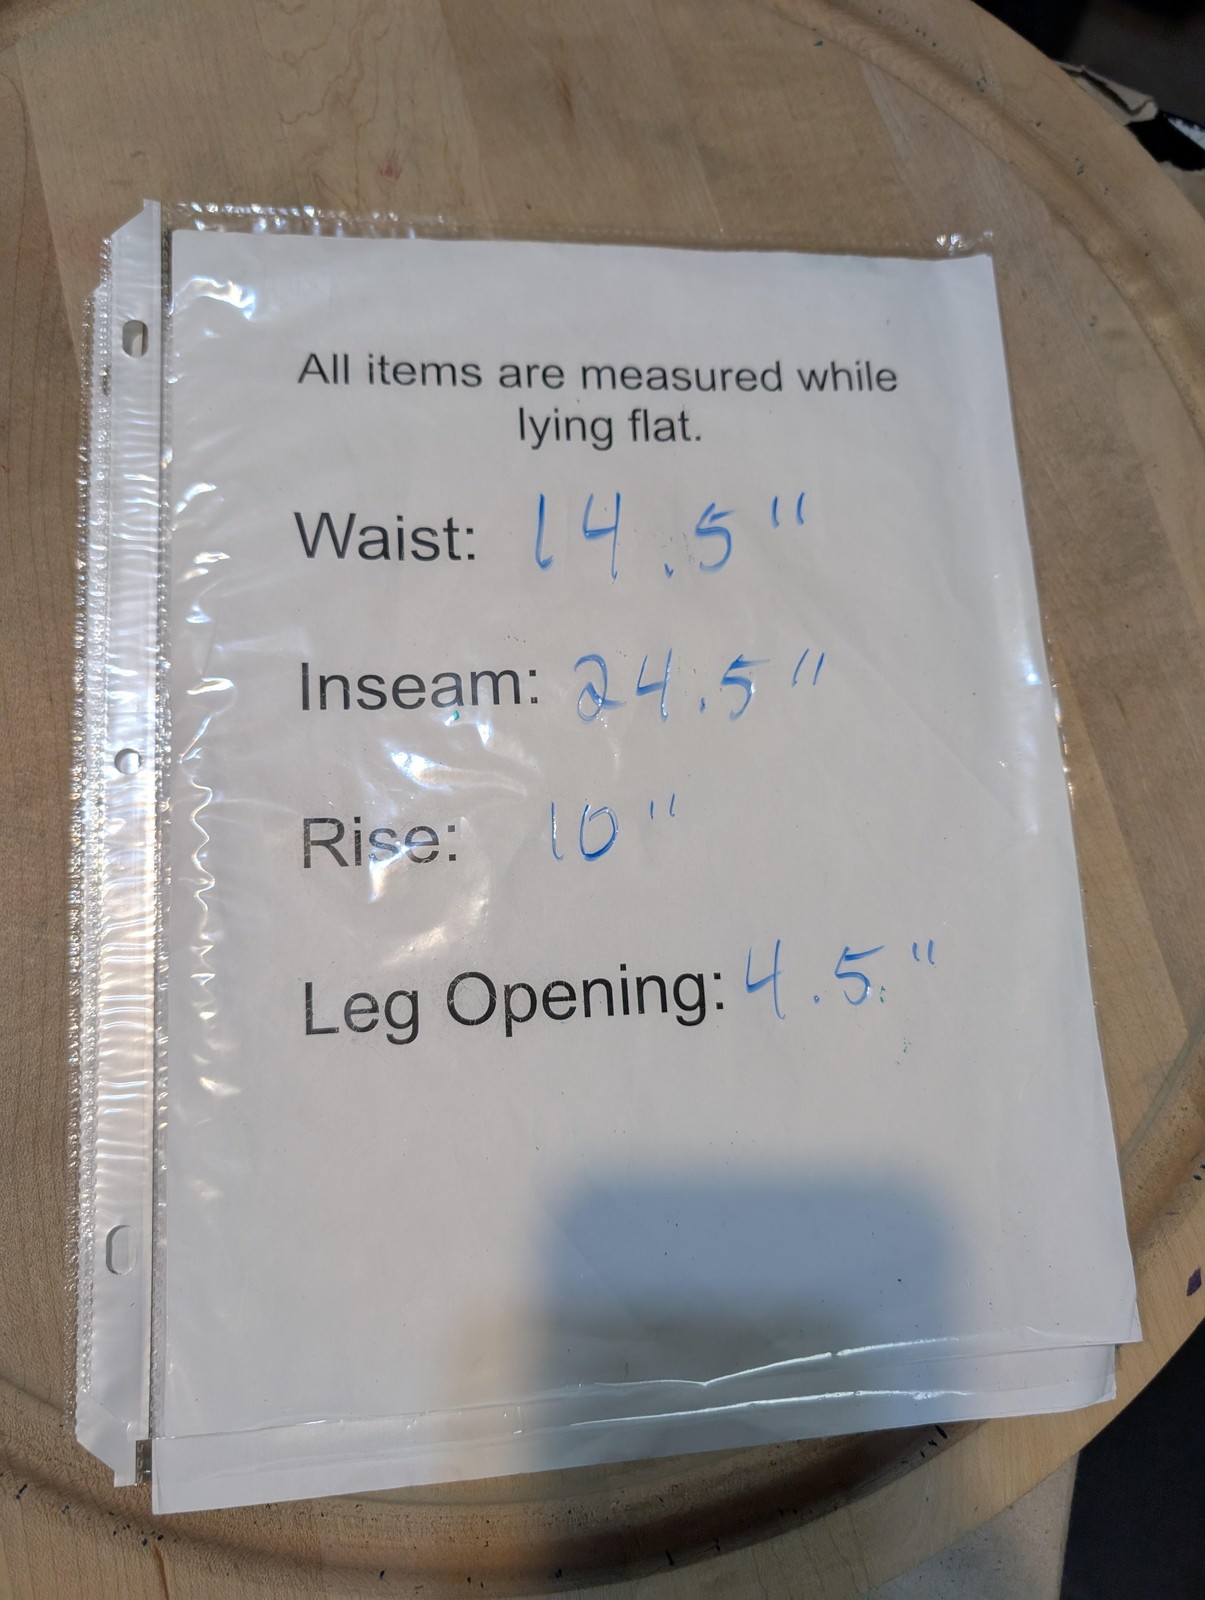 All items are measured while
lying flat.
Waist: 14.5"
Inseam: 24.5"
Rise: 10"
Leg Opening: 4.5"